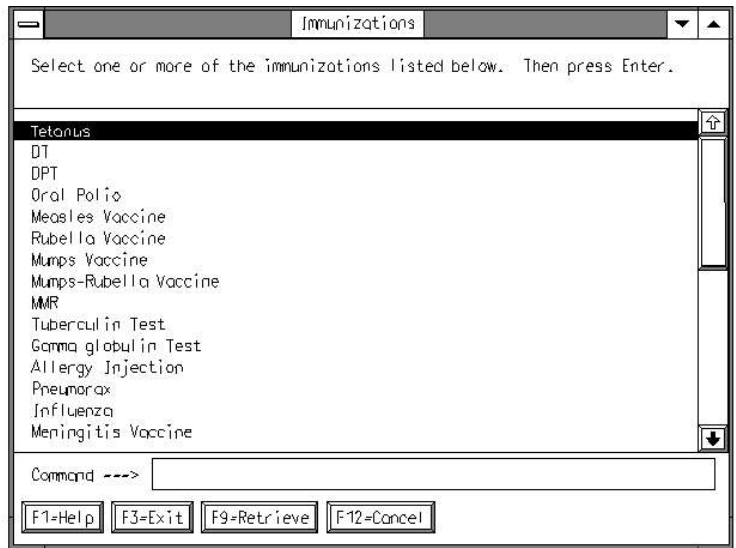 Immunizations
Select one or more of the immunizations listed below. Then press Enter.
Tetanus
DT
DPT
Oral Polio
Measles Vaccine
Rubella Vaccine
Mumps Vaccine
Mumps-Rubella Vaccine
MMR
Tuberculin Test
Gamma globulin Test
Allergy Injection
Pneumorax
Influenza
Meningitis Vaccine
Command --->
F1=Help F3=Exit F9=Retrieve F12=Cancel